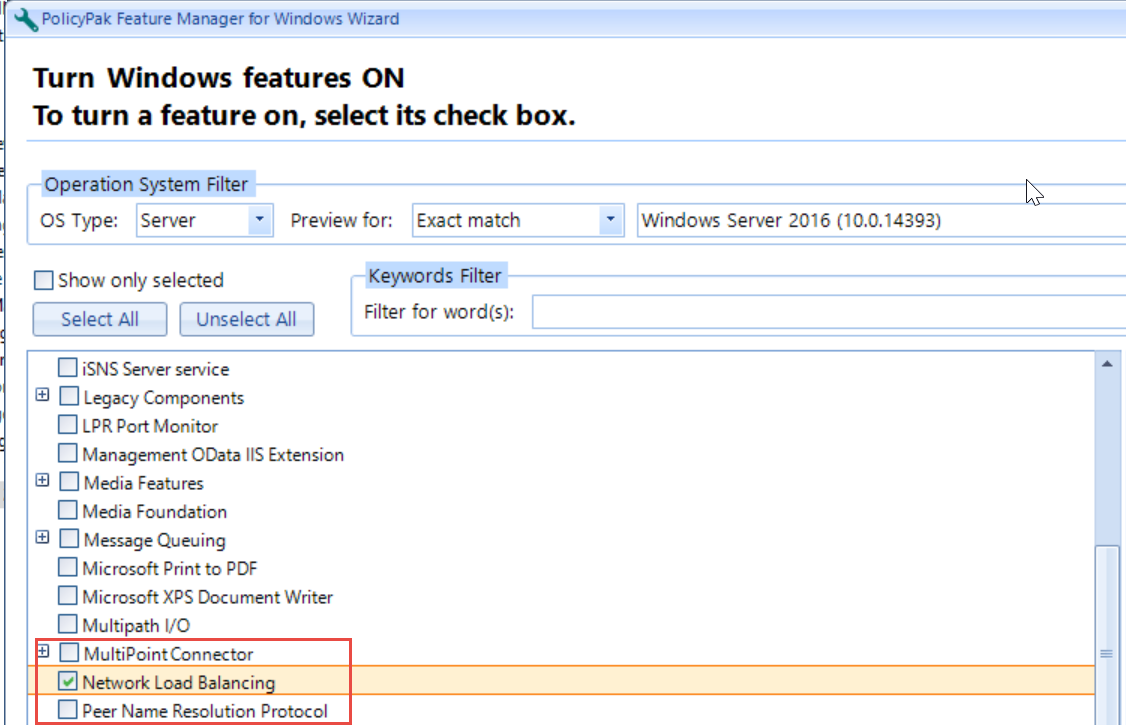 PolicyPak Feature Manager for Windows Wizard
Turn Windows features ON
To turn a feature on, select its check box.
Operation System Filter
OS Type: Server Preview for: Exact match Windows Server 2016 (10.0.14393)
Show only selected
Keywords Filter
Select All Unselect All Filter for word(s):
iSNS Server service
Legacy Components
LPR Port Monitor
Management OData IIS Extension
Media Features
Media Foundation
Message Queuing
Microsoft Print to PDF
Microsoft XPS Document Writer
Multipath I/O
MultiPoint Connector
Network Load Balancing
Peer Name Resolution Protocol